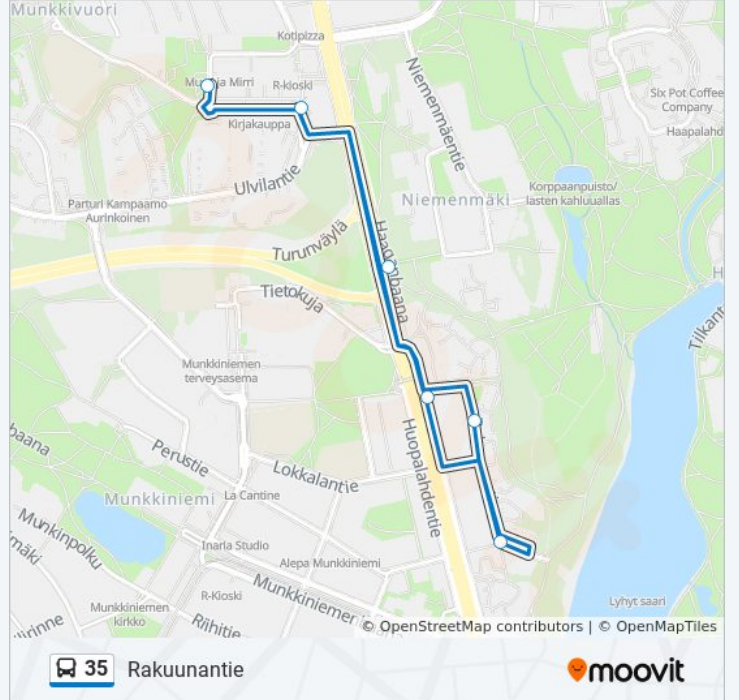 Munkkivuori
Kotipizza
R-kioski
Kirjakauppa
Niemenmäentie
Six Pot Coffee
Company
Haapalahd
Ulvilantie
Parturi Kampaamo
Aurinkoinen
Niemenmäki
Korppaanpuisto/
lasten kahluuallas
Turunväylä
Tietokuja
Munkkiniemen
terveysasema
Huopalahdentie
Perustie
Lokkalantie
La Cantine
Munkkiniemi
Munkinpolku
Inarla Studio
Alepa Munkkiniemi
R-Kioski
Munkkiniemen
kirkko
Riihitie
Lyhyt saari
© OpenStreetMap contributors | © OpenMapTiles
35 Rakuunantie
moovit